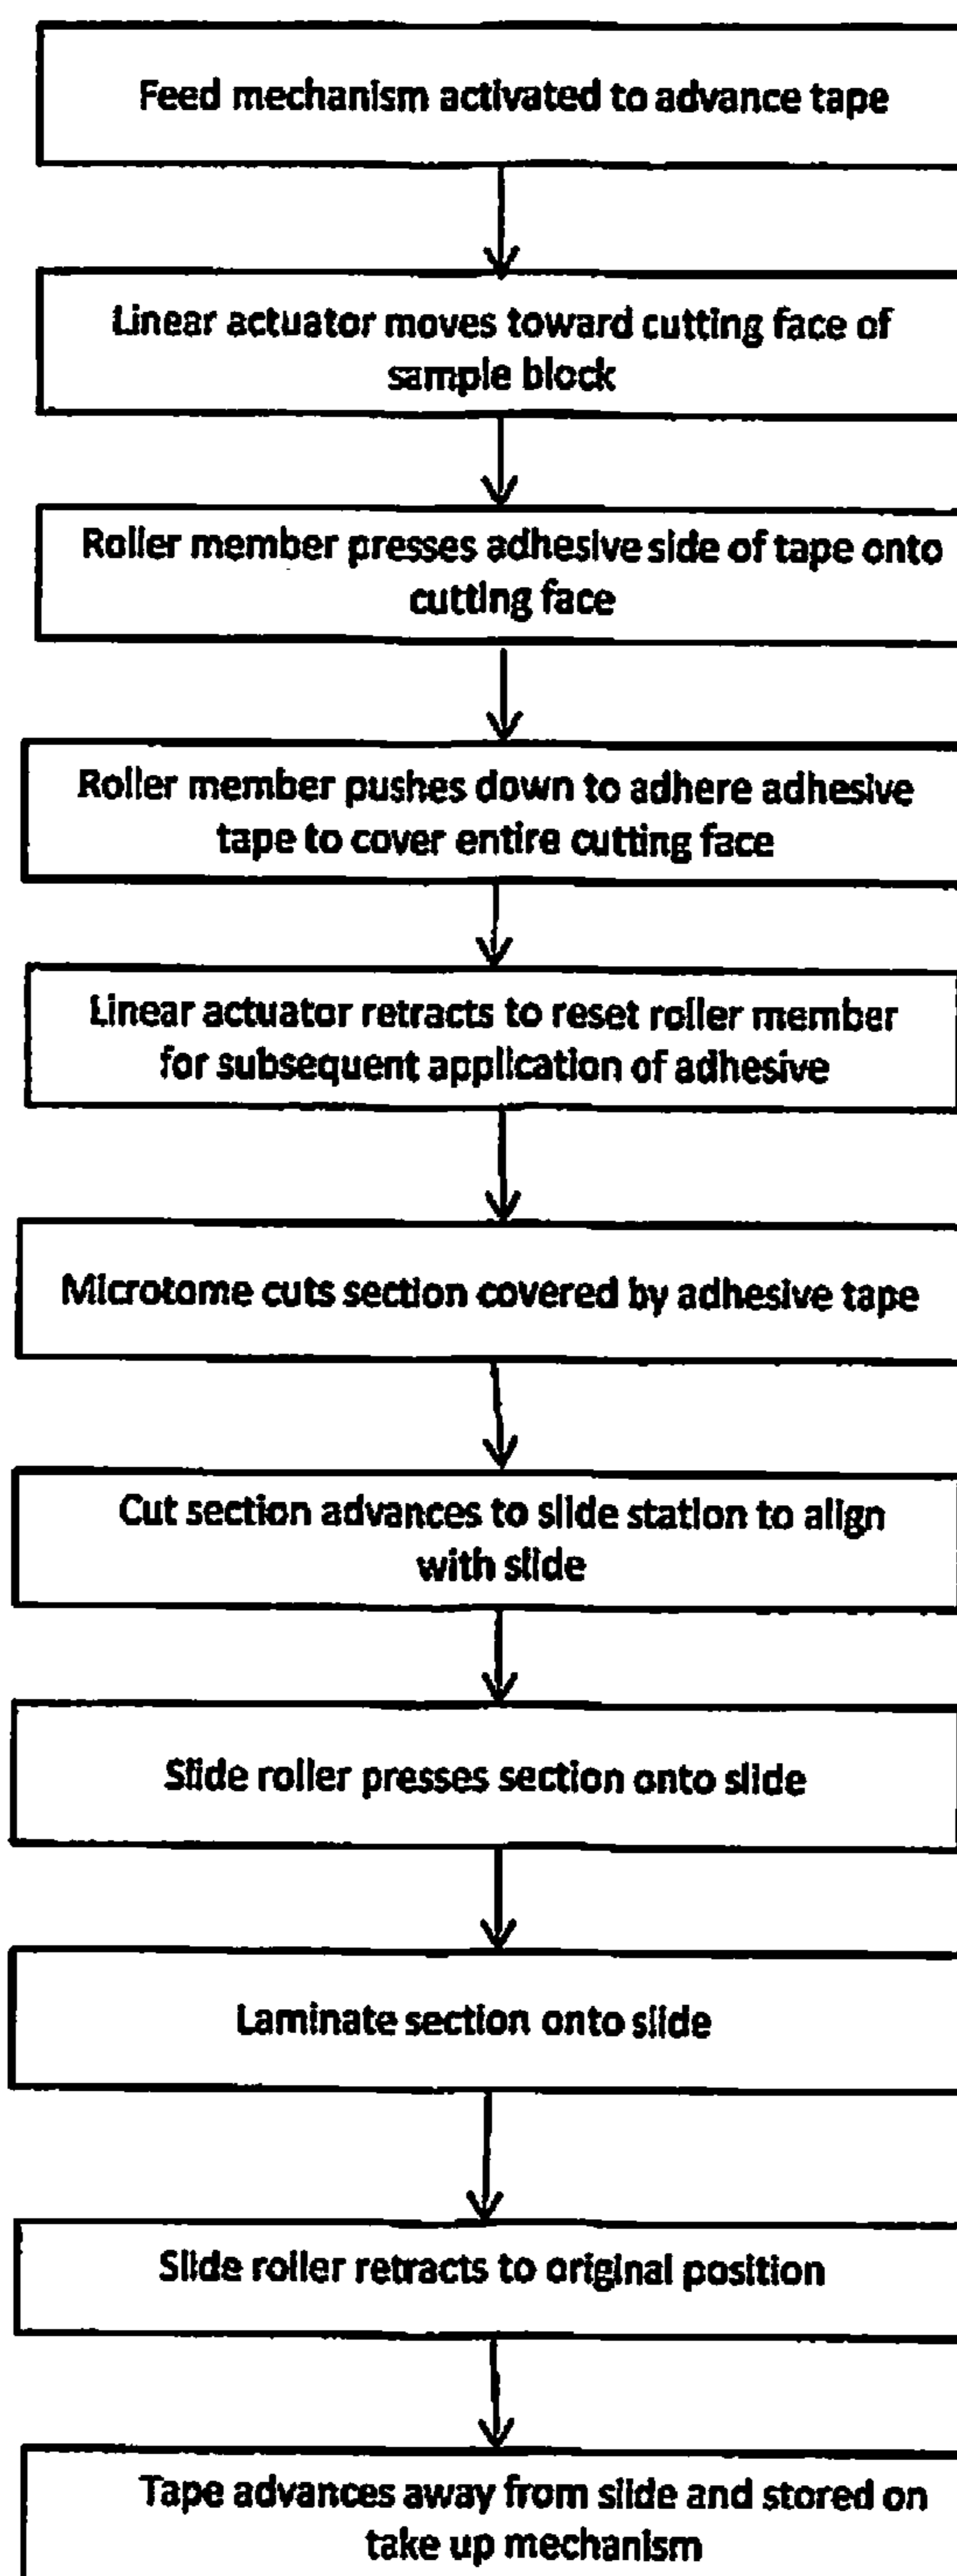 Feed mechanism activated to advance tape
Linear actuator moves toward cutting face of
sample block
Roller member presses adhesive side of tape onto
cutting face
Roller member pushes down to adhere adhesive
tape to cover entire cutting face
Linear actuator retracts to reset roller member
for subsequent application of adhesive
Microtome cuts section covered by adhesive tape
Cut section advances to slide station to align
with slide
Slide roller presses section onto slide
Laminate section onto slide
Slide roller retracts to original position
Tape advances away from slide and stored on
take up mechanism